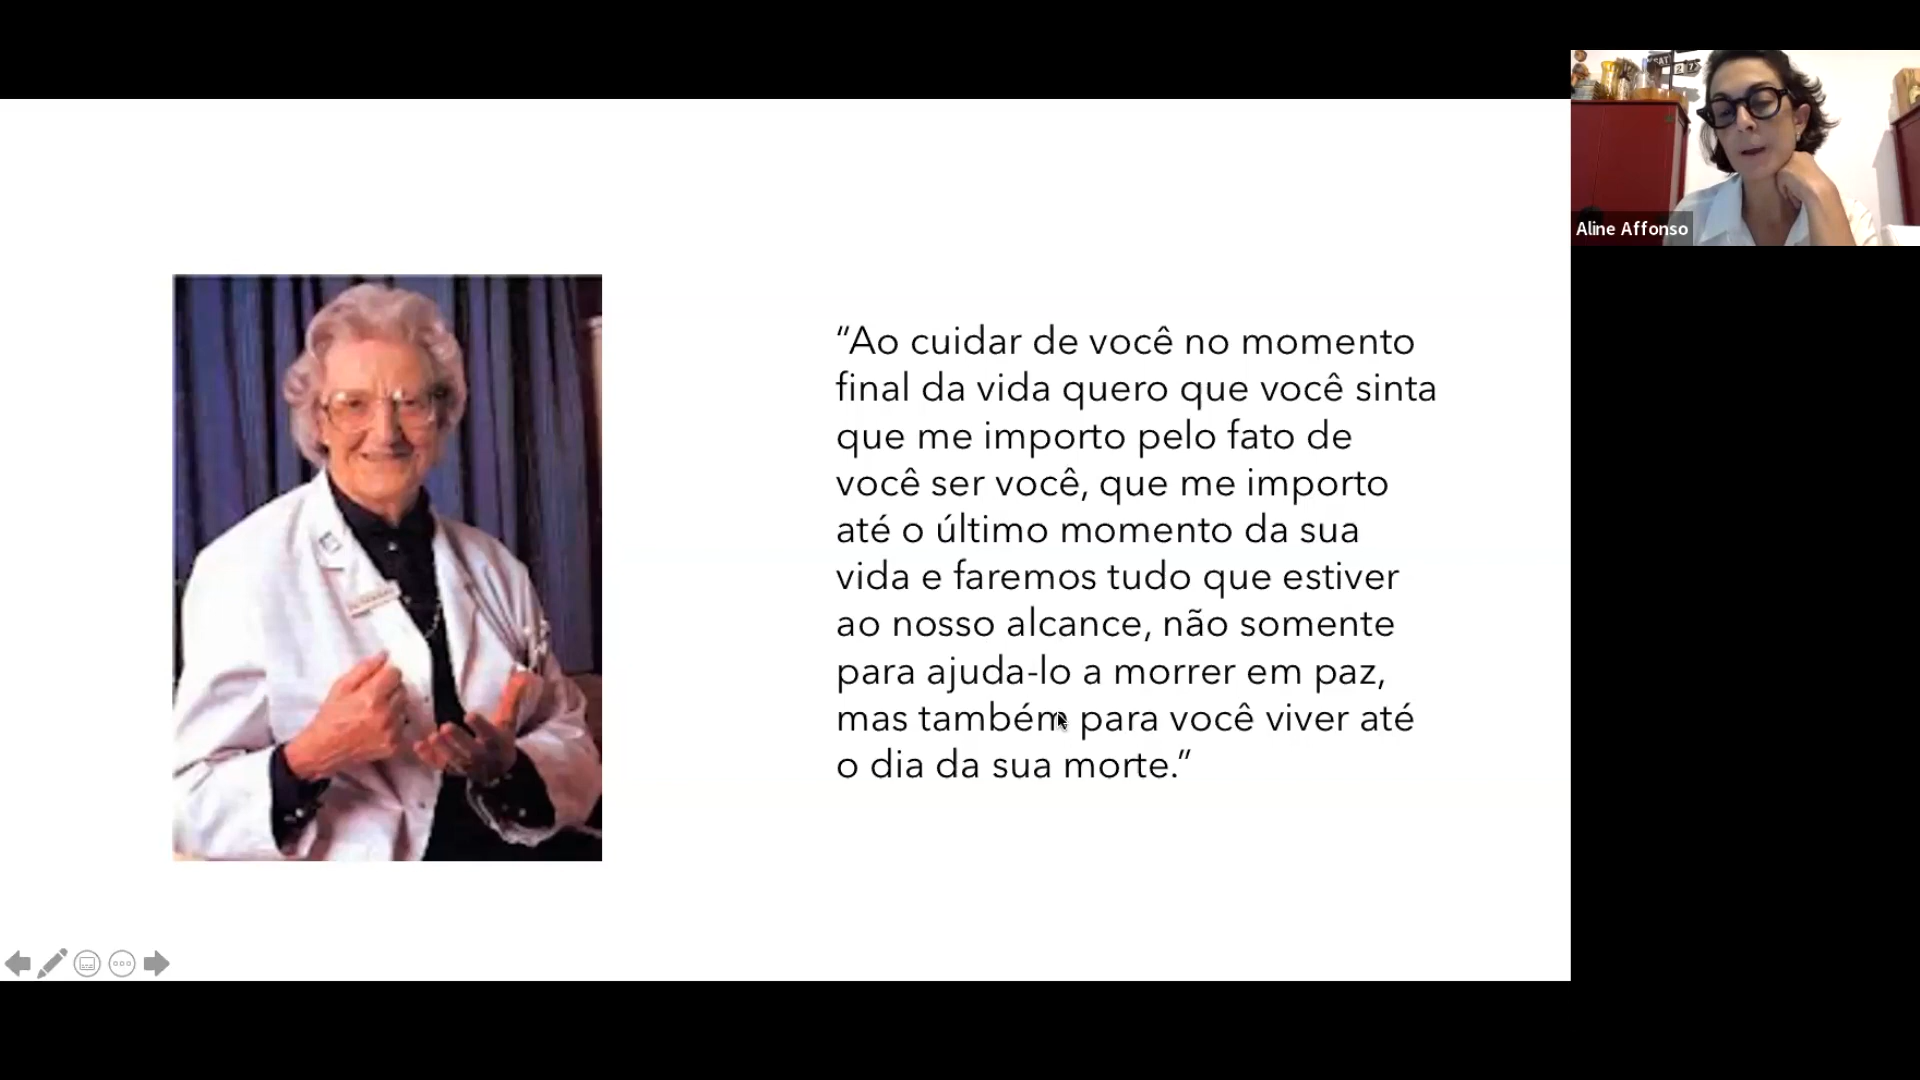 “Ao cuidar de você no momento
final da vida quero que você sinta
que me importo pelo fato de
você ser você, que me importo
até o último momento da sua
vida e faremos tudo que estiver
ao nosso alcance, não somente
para ajuda-lo a morrer em paz,
mas também para você viver até
o dia da sua morte.”
SAT
27
Aline Affonso